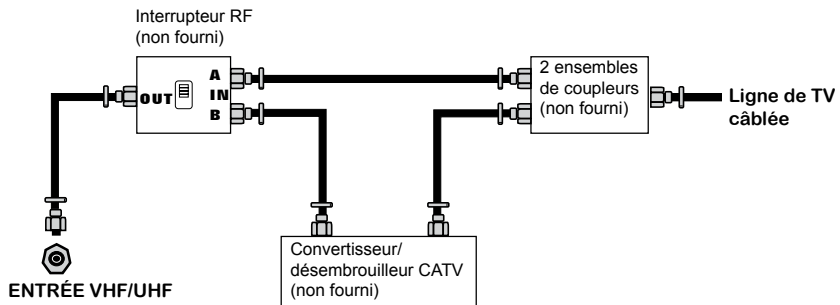 Interrupteur RF
(non fourni)
A
OUT
IN
B
2 ensembles
de coupleurs
(non fourni)
Ligne de TV
câblée
Convertisseur/
désembrouilleur CATV
(non fourni)
ENTRÉE VHF/UHF